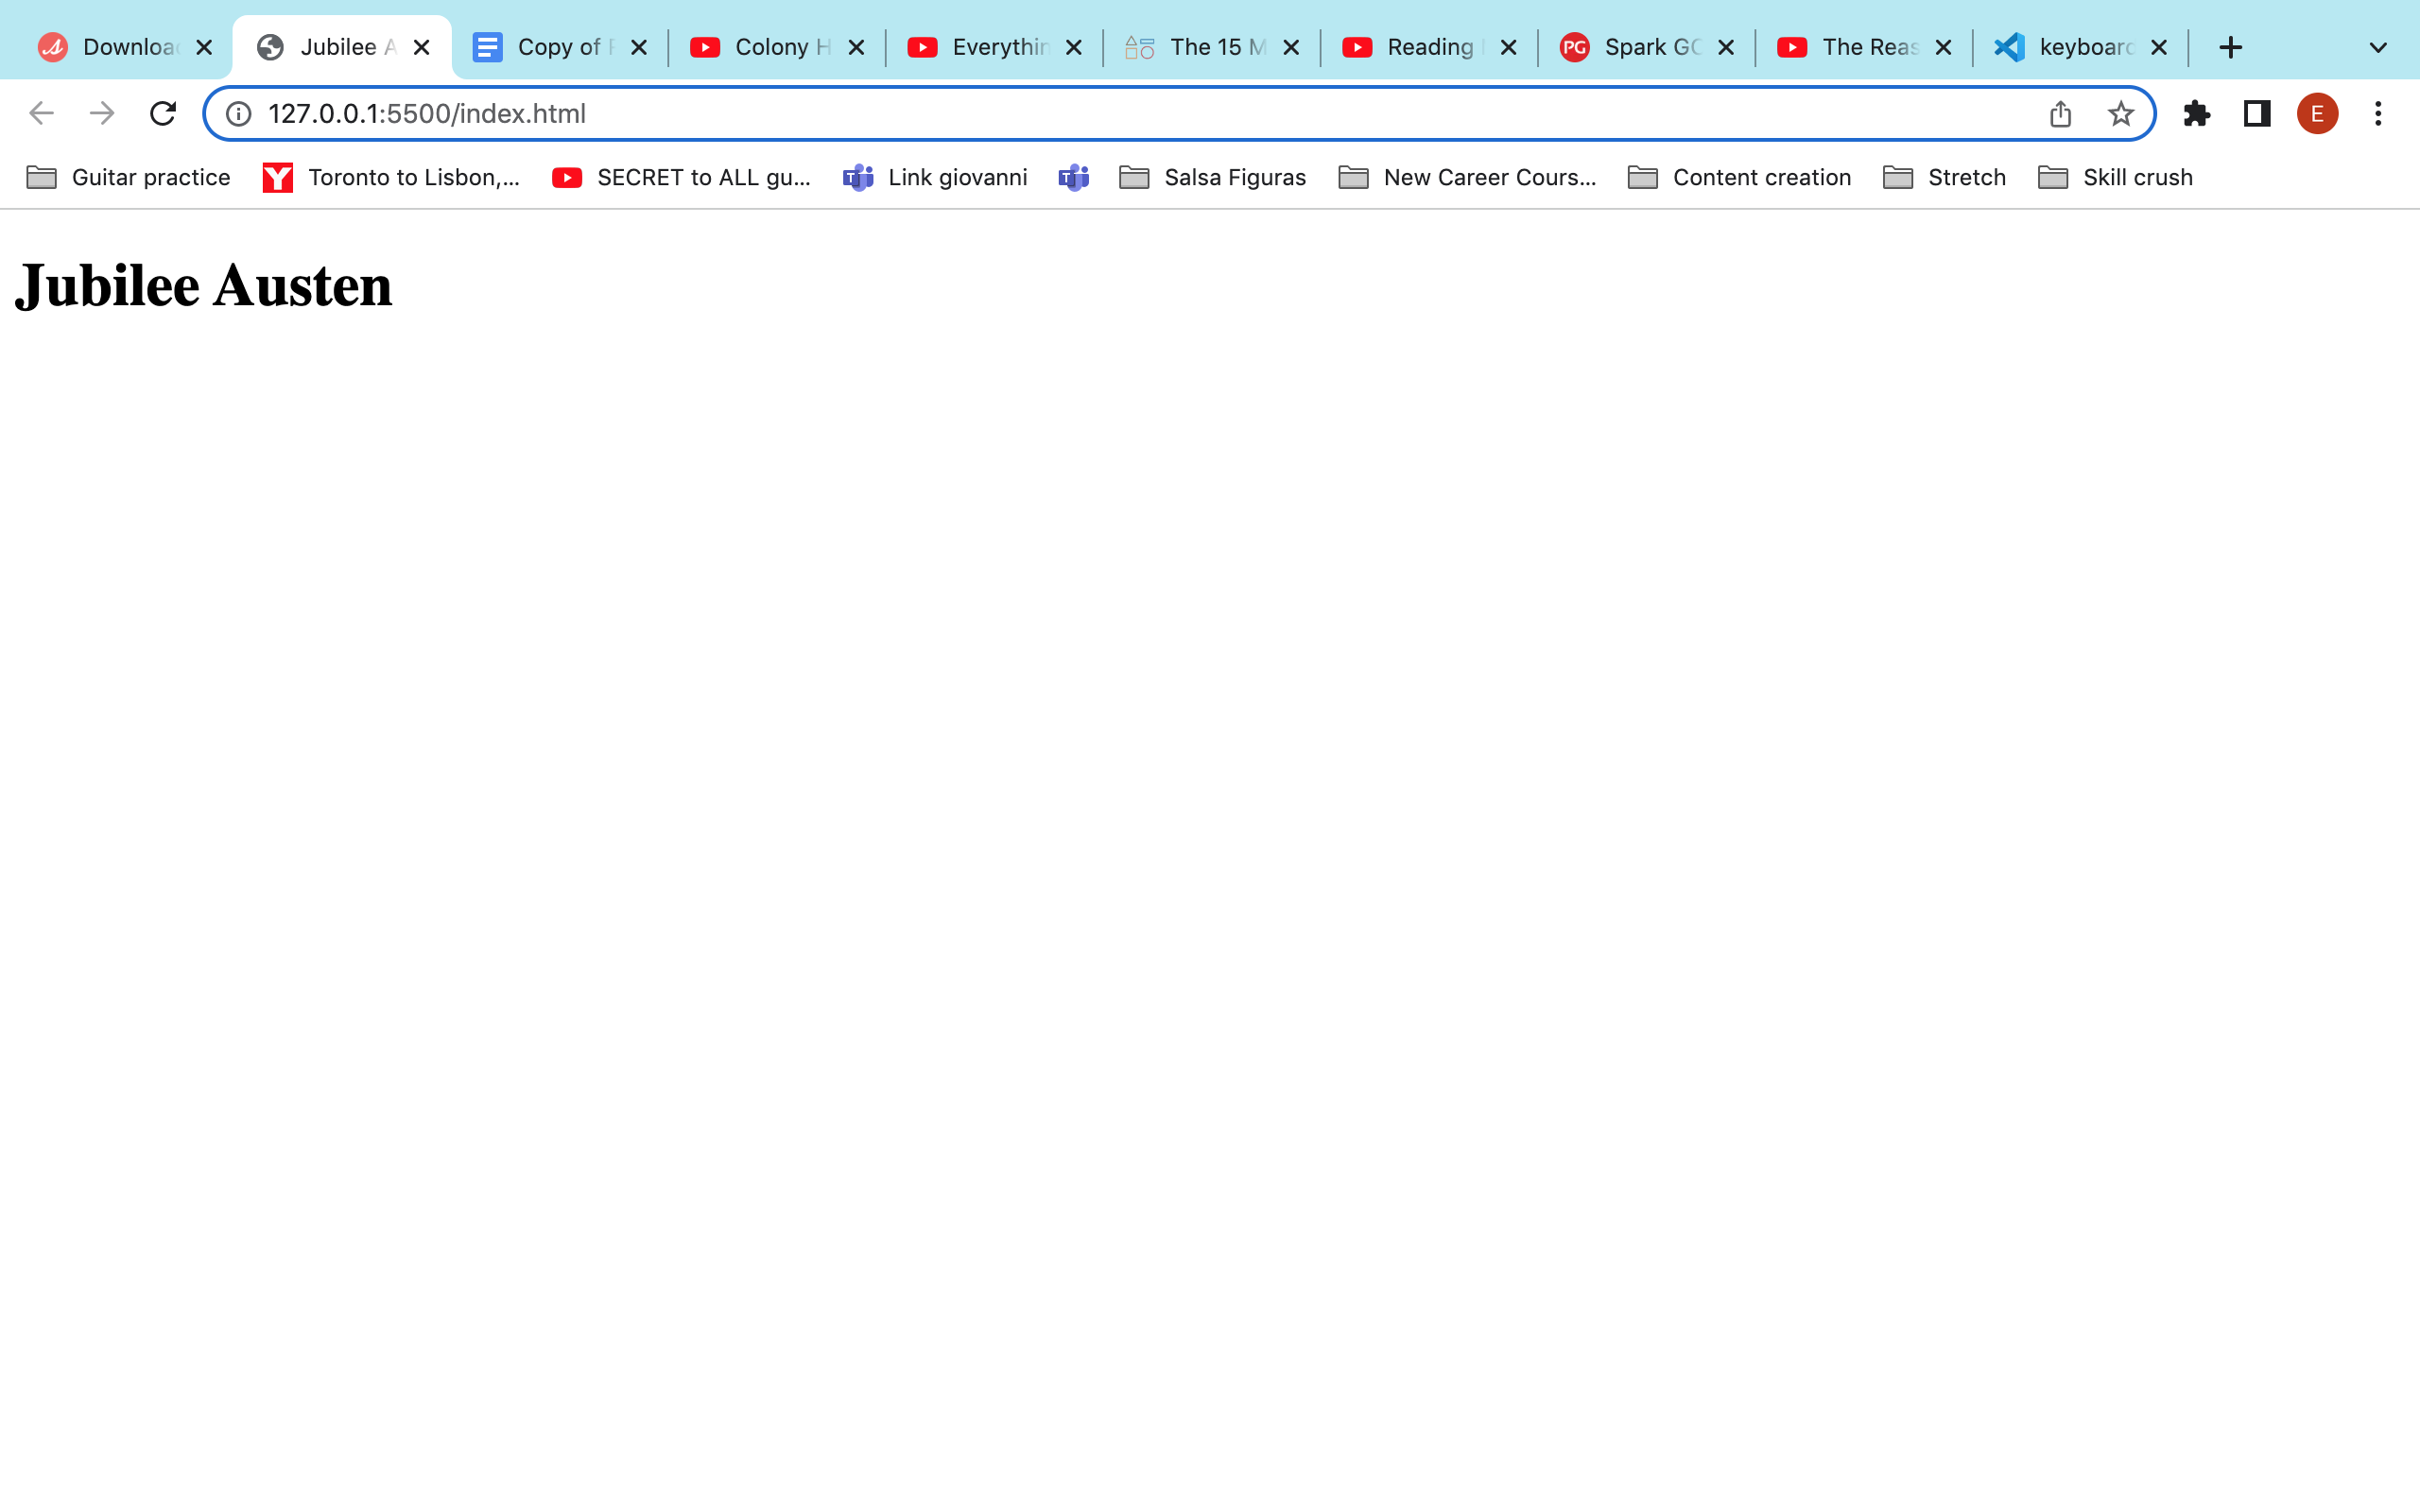 Download Jubilee A Copy of Colony H Everythin The 15 M Reading Spark GC The Reas keyboard
127.0.0.1:5500/index.html E
Guitar practice Toronto to Lisbon,... SECRET to ALL gu... Link giovanni Salsa Figuras New Career Cours... Content creation Stretch Skill crush
Jubilee Austen